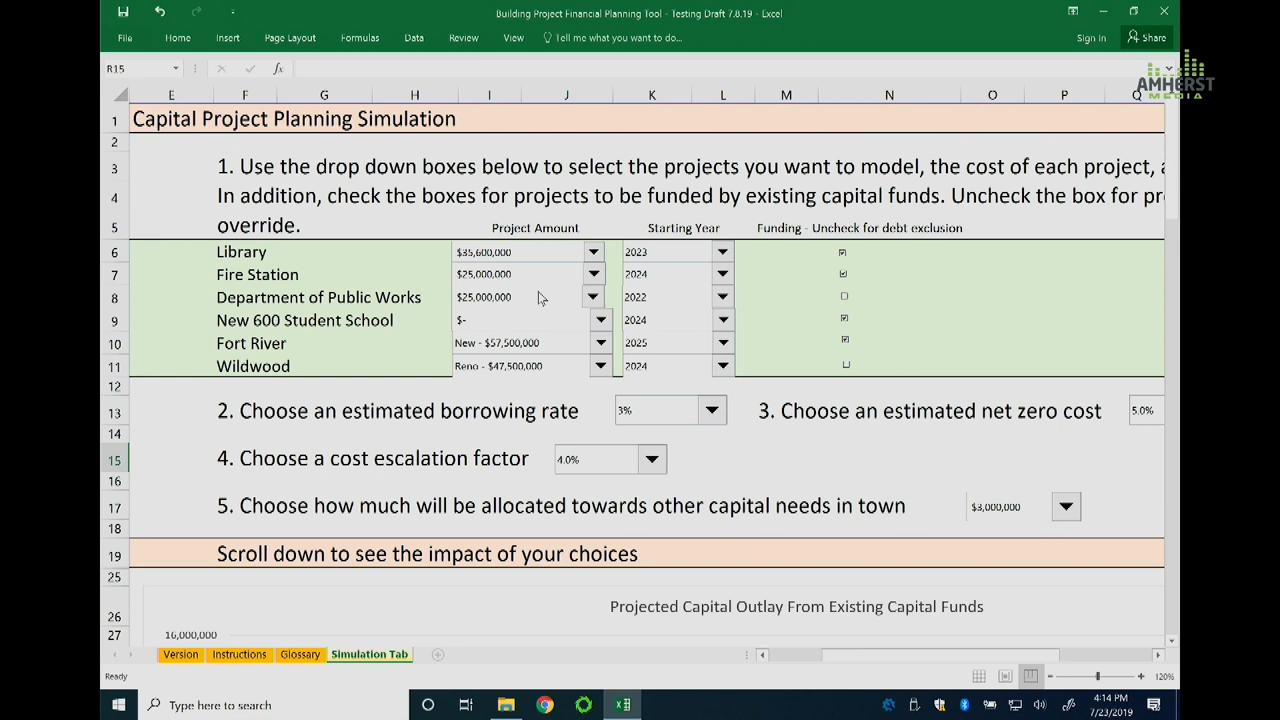 Building Project Financial Planning Tool - Testing Draft 7.8.19 - Excel
File Home Insert Page Layout Formulas Data Review View Tell me what you want to do... Sign in Share
R15 fx
AMHERST
MEDIA
E F G H I J K L M N O P Q
1 Capital Project Planning Simulation
2
3 1. Use the drop down boxes below to select the projects you want to model, the cost of each project, a
4 In addition, check the boxes for projects to be funded by existing capital funds. Uncheck the box for pr
5 override. Project Amount Starting Year Funding - Uncheck for debt exclusion
6 Library $35,600,000 2023
7 Fire Station $25,000,000 2024
8 Department of Public Works $25,000,000 2022
9 New 600 Student School $- 2024
10 Fort River New - $57,500,000 2025
11 Wildwood Reno - $47,500,000 2024
12
13 2. Choose an estimated borrowing rate 3% 3. Choose an estimated net zero cost 5.0%
14
15 4. Choose a cost escalation factor 4.0%
16
17 5. Choose how much will be allocated towards other capital needs in town $3,000,000
18
19 Scroll down to see the impact of your choices
25
26 Projected Capital Outlay From Existing Capital Funds
27 16,000,000
Version Instructions Glossary Simulation Tab
Ready 120%
Type here to search 4:14 PM
7/23/2019